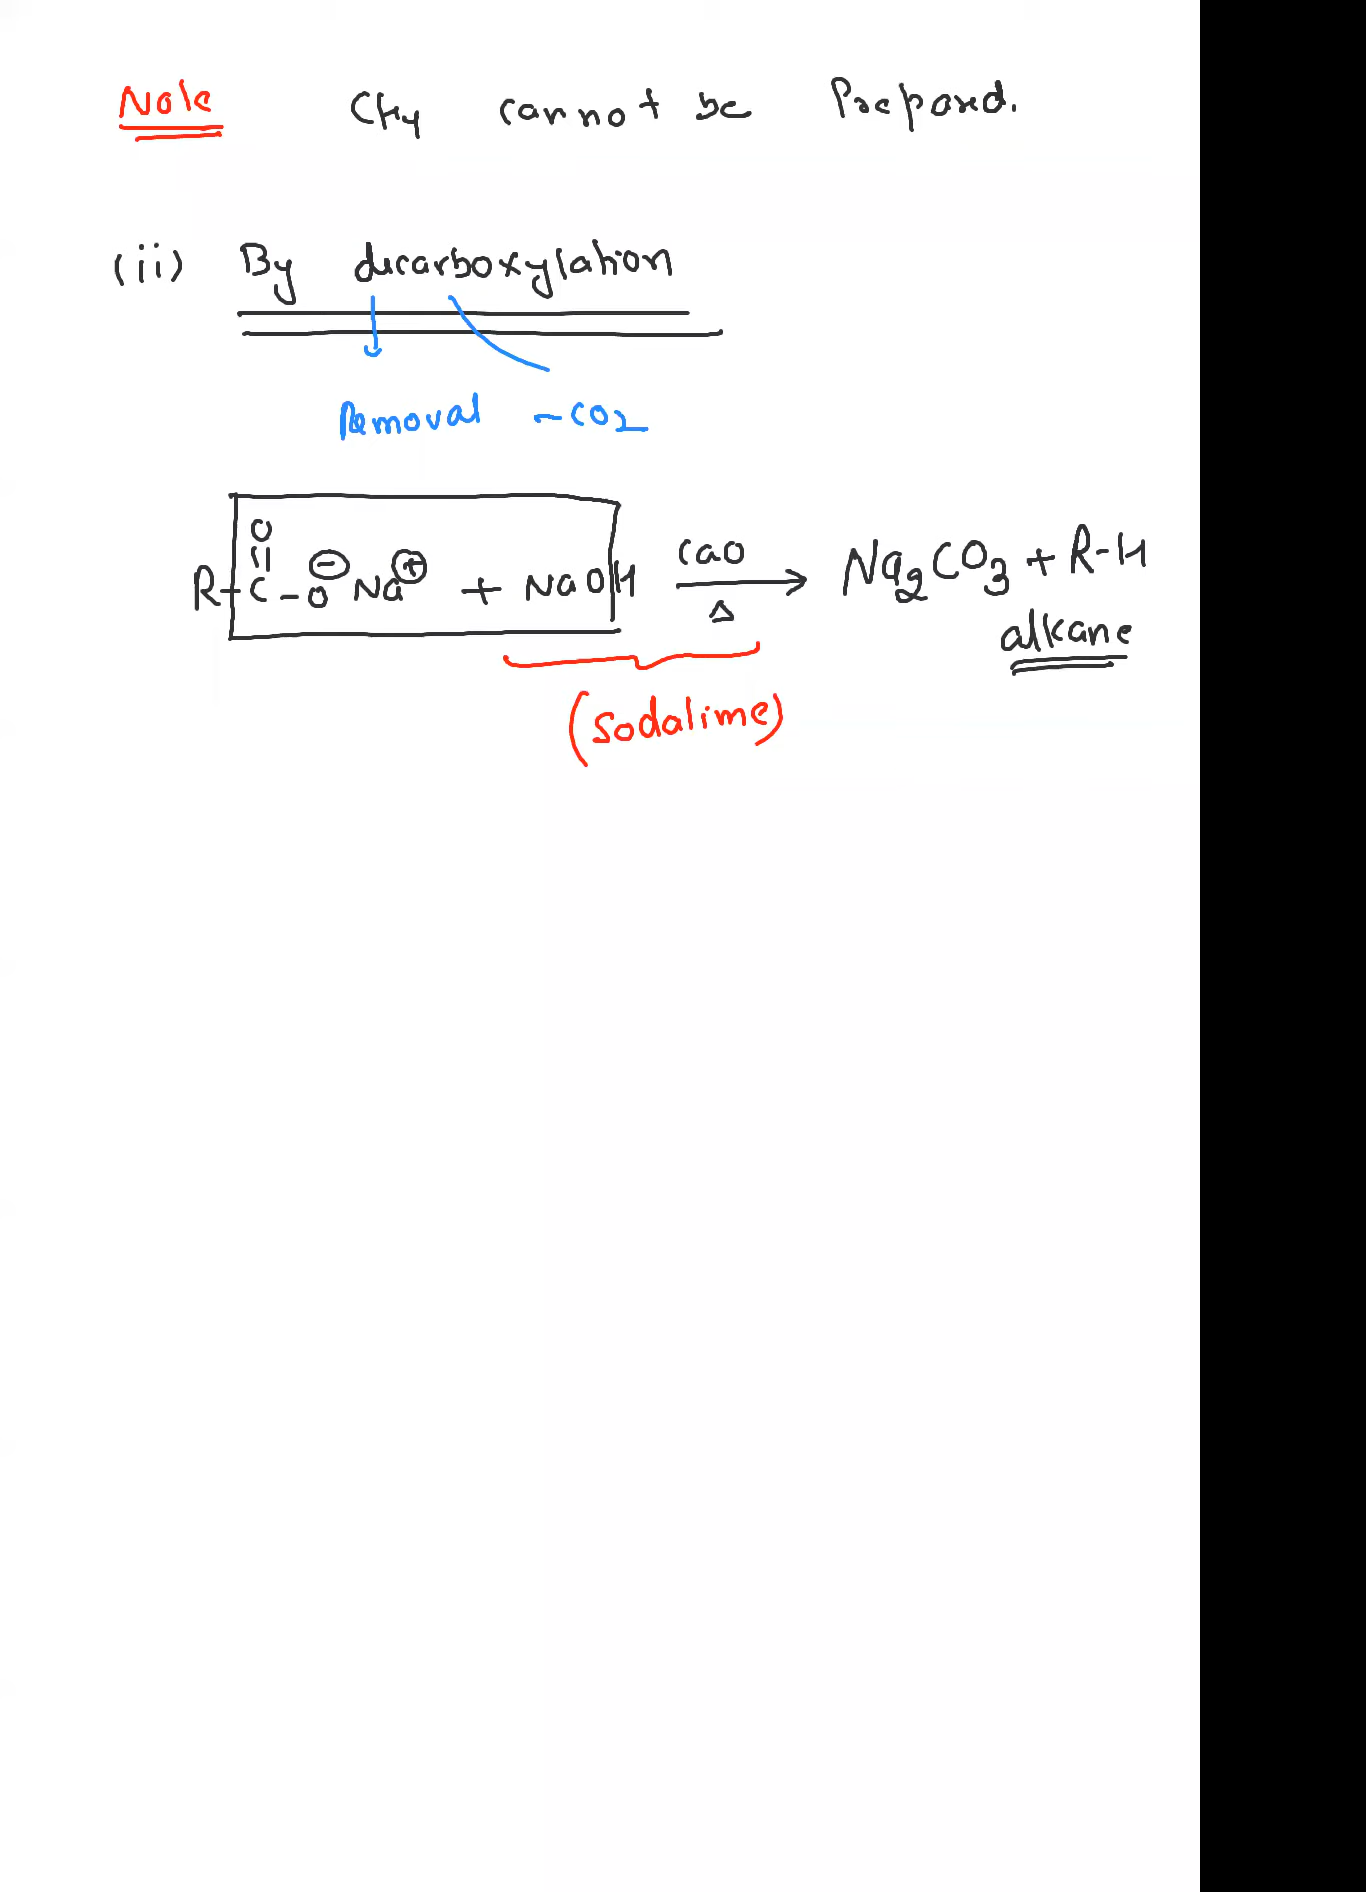 Note CH4 cannot be Prepared.
(ii) By decarboxylation
Removal -CO2
O
R-C-O⊖ Na⊕ + NaOH CaO Δ → Na2CO3 + R-H
alkane
(Sodalime)